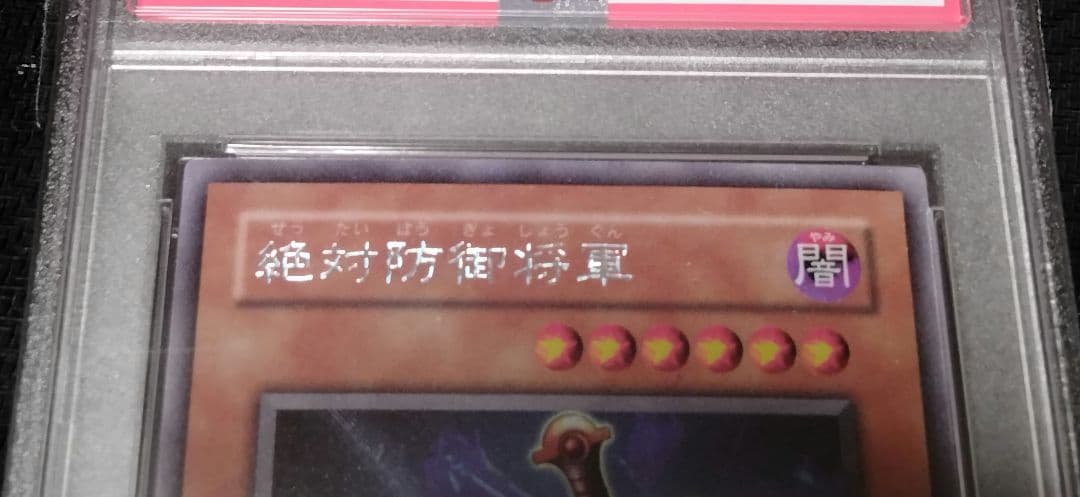 ぜっ たい ぼう ぎょ しょう ぐん
絶対防御将軍
やみ
闇